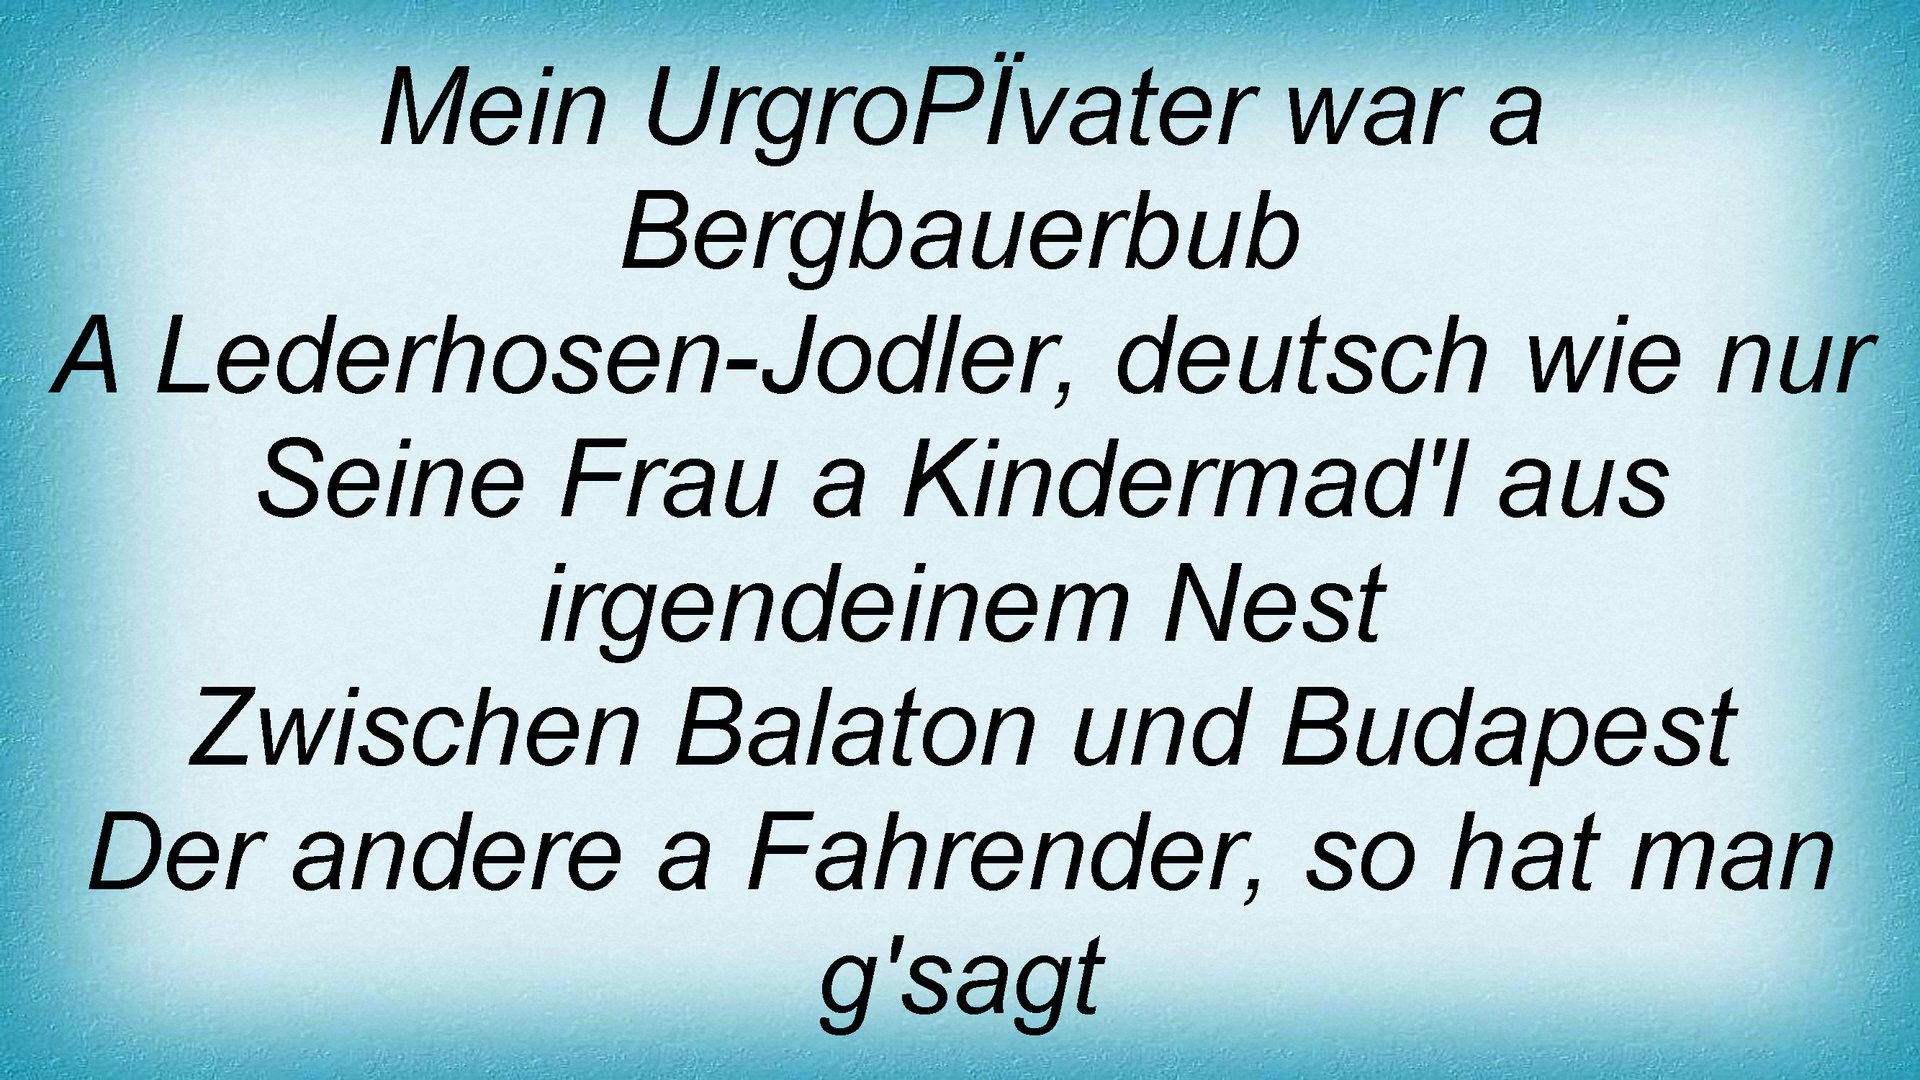 Mein UrgroPÏvater war a
Bergbauerbub
A Lederhosen-Jodler, deutsch wie nur
Seine Frau a Kindermad'l aus
irgendeinem Nest
Zwischen Balaton und Budapest
Der andere a Fahrender, so hat man
g'sagt